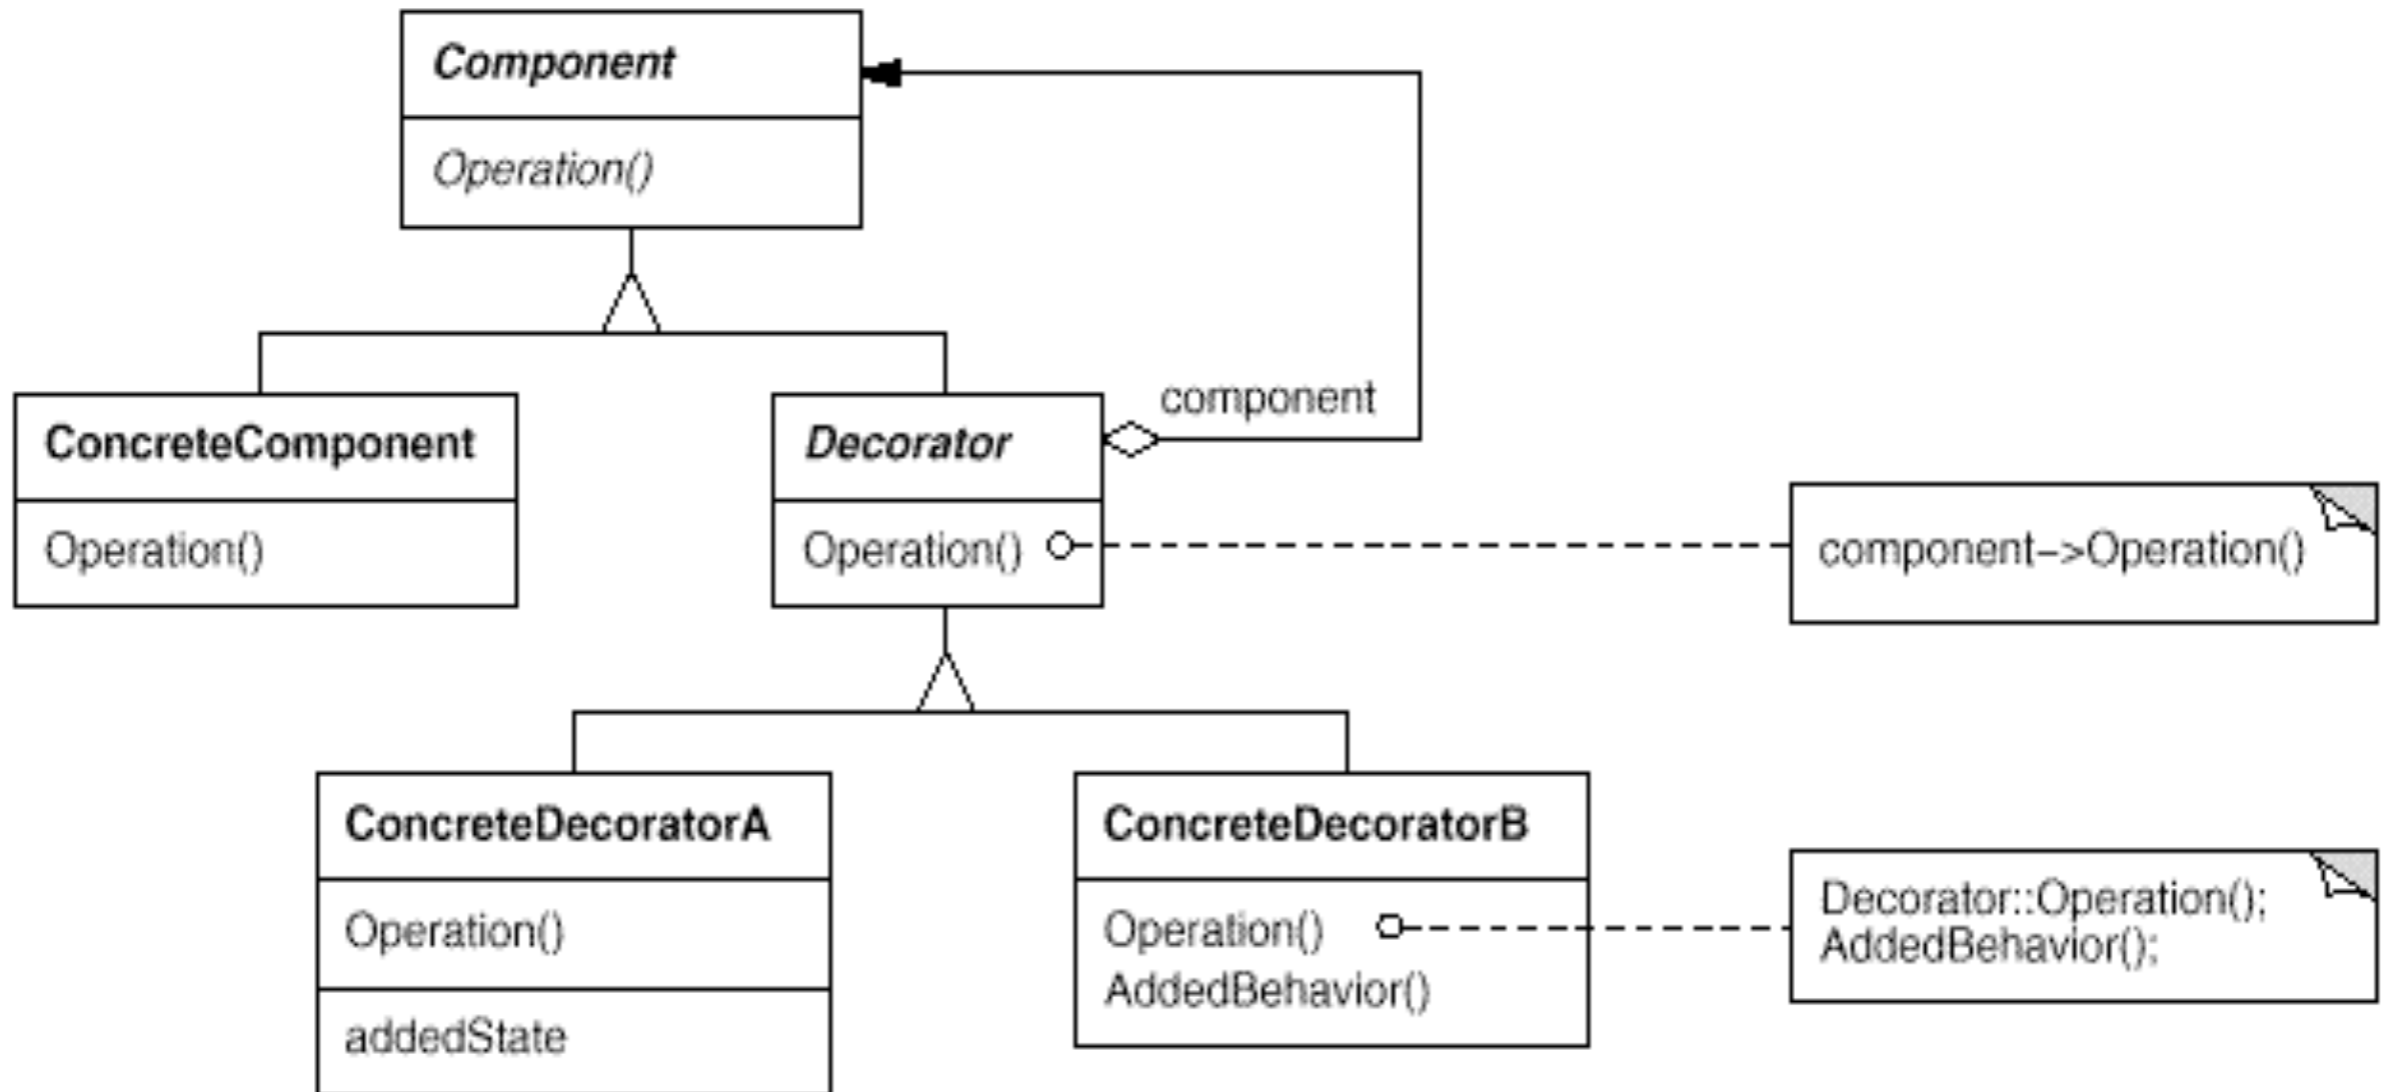 Component
Operation()
component
ConcreteComponent
Operation()
Decorator
Operation()
component–>Operation()
ConcreteDecoratorA
Operation()
addedState
ConcreteDecoratorB
Operation()
AddedBehavior()
Decorator::Operation();
AddedBehavior();